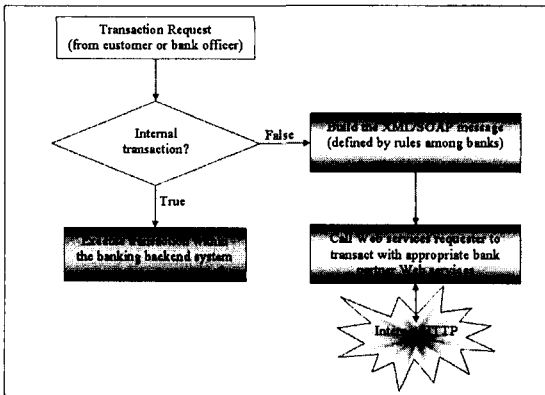 Transaction Request
(from customer or bank officer)
Internal
transaction?
False
True
Build the XML/SOAP message
(defined by rules among banks)
Execute transaction within
the banking backend system
Call Web services requester to
transact with appropriate bank
partner Web services
HTTP